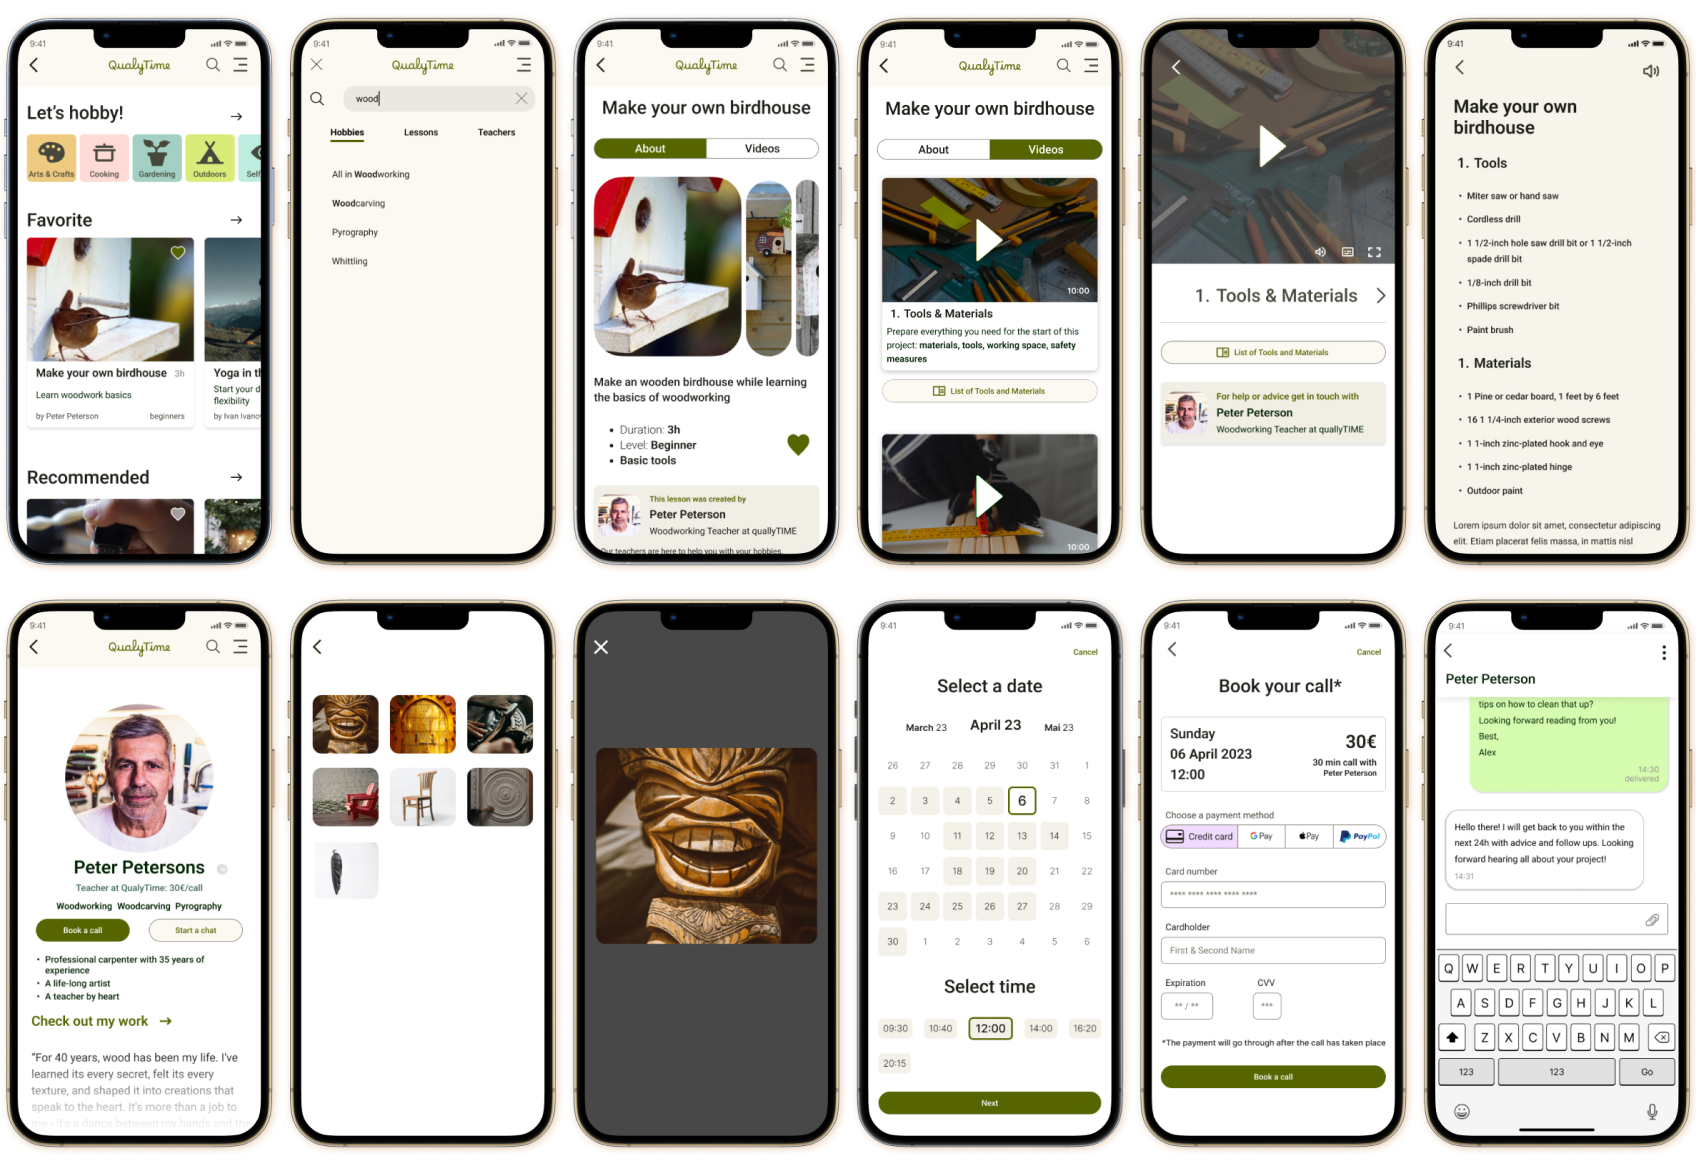 9:41
QualyTime
Let's hobby!
Arts & Crafts
Cooking
Gardening
Outdoors
Self
Favorite
Make your own birdhouse 3h
Learn woodwork basics
by Peter Peterson beginners
Yoga in th
Start your d
flexibility
by Ivan Ivano
Recommended
9:41
QualyTime
wood
Hobbies Lessons Teachers
All in Woodworking
Woodcarving
Pyrography
Whittling
9:41
QualyTime
Make your own birdhouse
About Videos
Make an wooden birdhouse while learning
the basics of woodworking
• Duration: 3h
• Level: Beginner
• Basic tools
This lesson was created by
Peter Peterson
Woodworking Teacher at quallyTIME
Our teachers are here to help you with your hobbies.
9:41
QualyTime
Make your own birdhouse
About Videos
10:00
1. Tools & Materials
Prepare everything you need for the start of this
project: materials, tools, working space, safety
measures
List of Tools and Materials
10:00
9:41
1. Tools & Materials
List of Tools and Materials
For help or advice get in touch with
Peter Peterson
Woodworking Teacher at quallyTIME
9:41
Make your own
birdhouse
1. Tools
• Miter saw or hand saw
• Cordless drill
• 1 1/2-inch hole saw drill bit or 1 1/2-inch
spade drill bit
• 1/8-inch drill bit
• Phillips screwdriver bit
• Paint brush
1. Materials
• 1 Pine or cedar board, 1 feet by 6 feet
• 16 1 1/4-inch exterior wood screws
• 1 1-inch zinc-plated hook and eye
• 1 1-inch zinc-plated hinge
• Outdoor paint
Lorem ipsum dolor sit amet, consectetur adipiscing
elit. Etiam placerat felis massa, in mattis nisl
9:41
QualyTime
Peter Petersons
Teacher at QualyTime: 30€/call
Woodworking Woodcarving Pyrography
Book a call
Start a chat
• Professional carpenter with 35 years of
experience
• A life-long artist
• A teacher by heart
Check out my work
"For 40 years, wood has been my life. I've
learned its every secret, felt its every
texture, and shaped it into creations that
speak to the heart. It's more than a job to
me - it's a dance between my hands and the
9:41
Cancel
Select a date
March 23 April 23 Mai 23
26 27 28 29 30 31 1
2 3 4 5 6 7 8
9 10 11 12 13 14 15
16 17 18 19 20 21 22
23 24 25 26 27 28 29
30 1 2 3 4 5 6
Select time
09:30 10:40 12:00 14:00 16:20
20:15
Next
9:41
Cancel
Book your call*
Sunday
06 April 2023
12:00
30€
30 min call with
Peter Peterson
Choose a payment method
Credit card
G Pay
Pay
PayPal
Card number
**** **** **** **** ****
Cardholder
First & Second Name
Expiration CVV
** / ** ***
*The payment will go through after the call has taken place
Book a call
9:41
Peter Peterson
tips on how to clean that up?
Looking forward reading from you!
Best,
Alex
14:30
delivered
Hello there! I will get back to you within the
next 24h with advice and follow ups. Looking
forward hearing all about your project!
14:31
Q W E R T Y U I O P
A S D F G H J K L
Z X C V B N M
123 123 Go